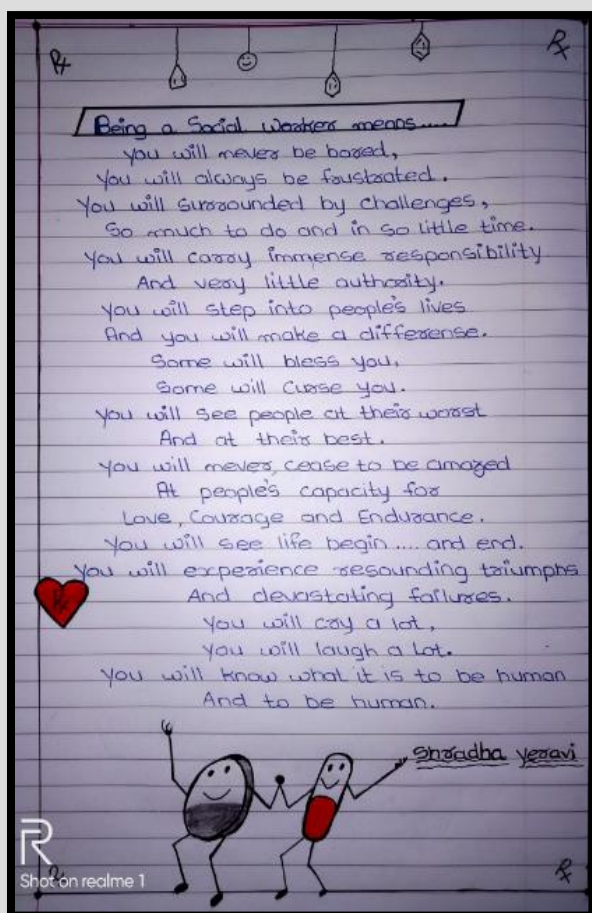 Rx
Rx
Being a Social Worker means.....
You will never be bored,
You will always be frustrated.
You will surrounded by challenges,
So much to do and in so little time.
You will carry immense responsibility
And very little authority.
You will step into people's lives
And you will make a differense.
Some will bless you,
Some will curse you.
You will see people at their worst
And at their best.
You will never, cease to be amazed
At people's capacity for
Love, Courage and Endurance.
You will see life begin.... and end.
You will experience resounding triumphs
And devastating failures.
You will cry a lot,
You will laugh a lot.
You will know what it is to be human
And to be human.
Rx
Shradha Yeravi
R
Shot on realme 1
Rx
Rx